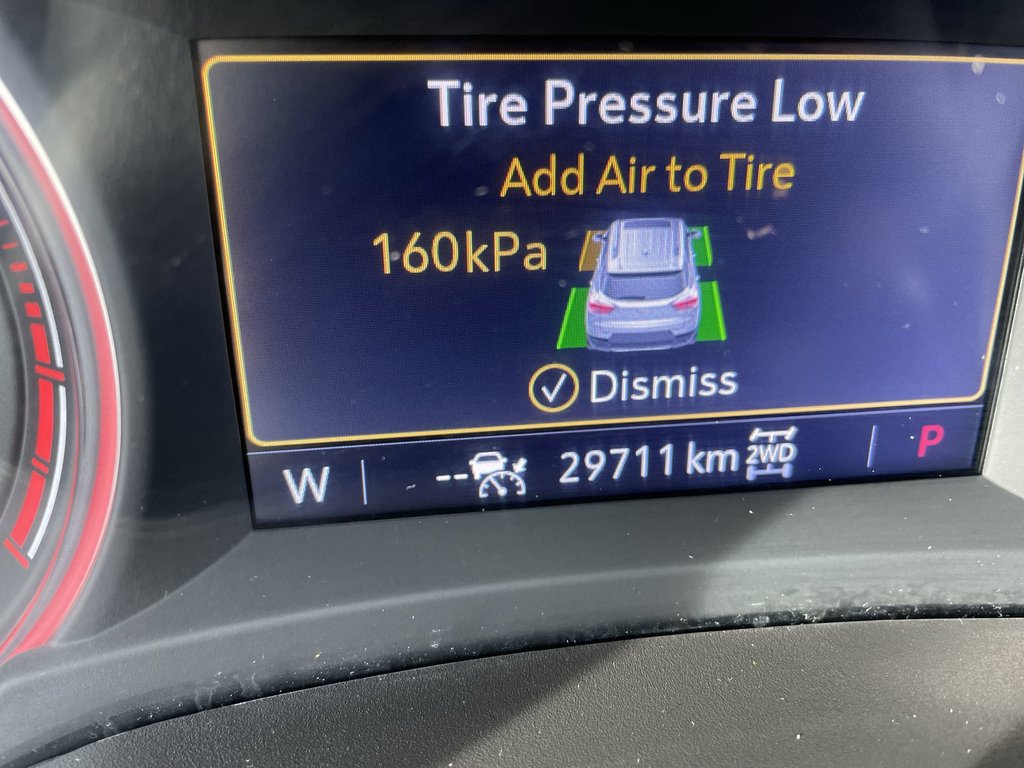 Tire Pressure Low
Add Air to Tire
160kPa
Dismiss
W -- 29711 km 2WD P